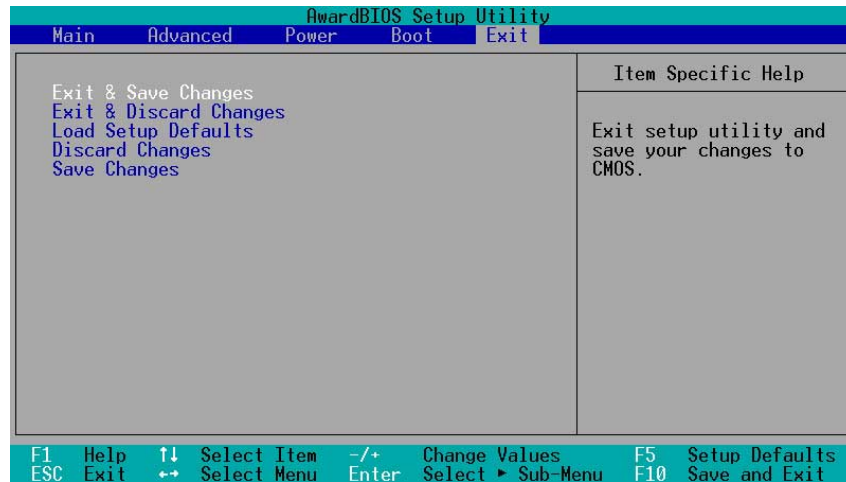 AwardBIOS Setup Utility
Main Advanced Power Boot Exit
Exit & Save Changes
Exit & Discard Changes
Load Setup Defaults
Discard Changes
Save Changes
Item Specific Help
Exit setup utility and
save your changes to
CMOS.
F1 Help ↑↓ Select Item -/+ Change Values F5 Setup Defaults
ESC Exit ←→ Select Menu Enter Select ► Sub-Menu F10 Save and Exit